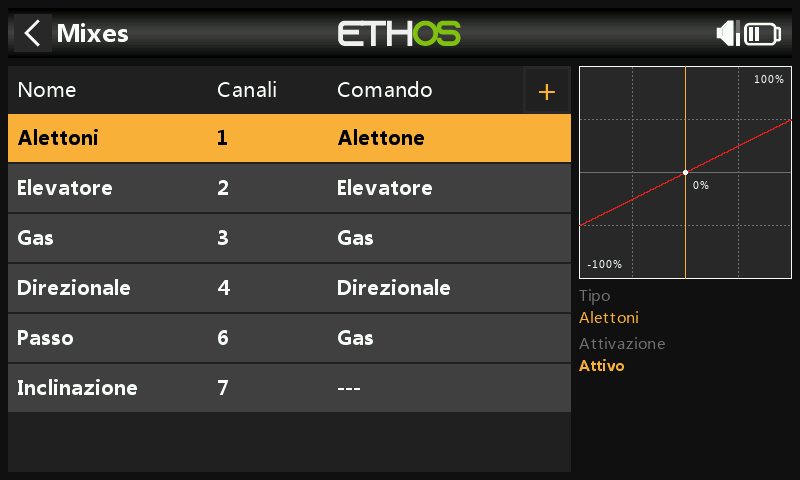 Mixes
ETHOS
Nome Canali Comando +
Alettoni 1 Alettone
Elevatore 2 Elevatore
Gas 3 Gas
Direzionale 4 Direzionale
Passo 6 Gas
Inclinazione 7 ---
100%
0%
-100%
Tipo
Alettoni
Attivazione
Attivo